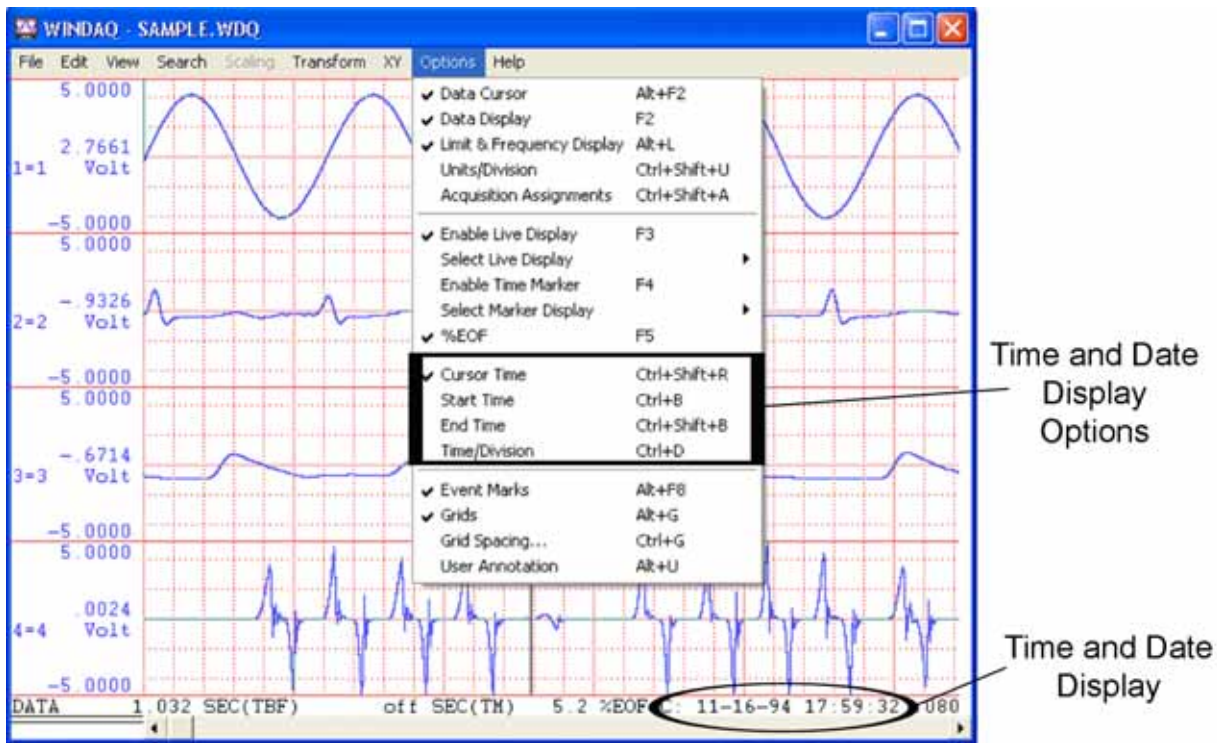 WINDAQ - SAMPLE.WDQ
File Edit View Search Scaling Transform XY Options Help
5.0000
2.7661
1=1 Volt
-5.0000
5.0000
-.9326
2=2 Volt
-5.0000
5.0000
-.6714
3=3 Volt
-5.0000
5.0000
.0024
4=4 Volt
-5.0000
Data Cursor Alt+F2
Data Display F2
Limit & Frequency Display Alt+L
Units/Division Ctrl+Shift+U
Acquisition Assignments Ctrl+Shift+A
Enable Live Display F3
Select Live Display
Enable Time Marker F4
Select Marker Display
%EOF F5
Cursor Time Ctrl+Shift+R
Start Time Ctrl+B
End Time Ctrl+Shift+B
Time/Division Ctrl+D
Event Marks Alt+F8
Grids Alt+G
Grid Spacing... Ctrl+G
User Annotation Alt+U
Time and Date
Display
Options
Time and Date
Display
DATA 1.032 SEC(TBF) off SEC(TM) 5.2 %EOF C: 11-16-94 17:59:32 080